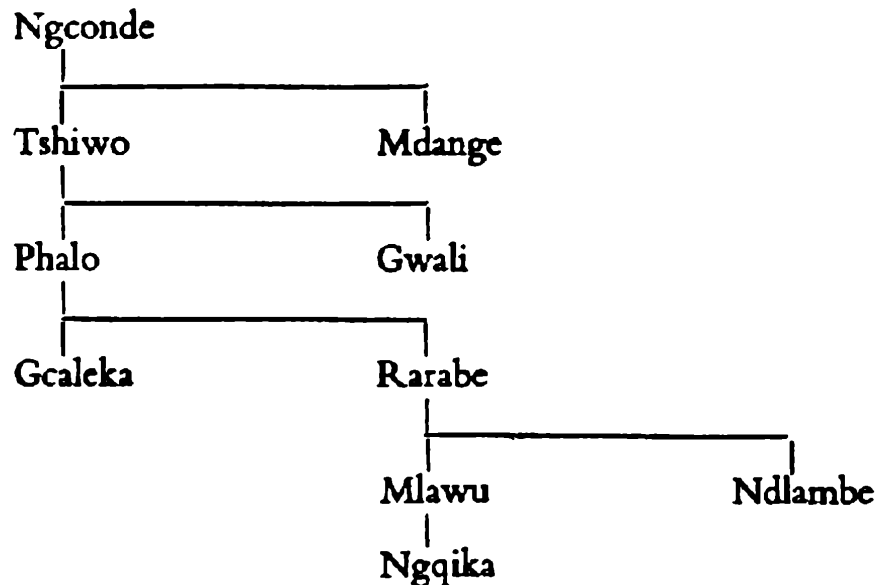 Ngconde
Tshiwo Mdange
Phalo Gwali
Gcaleka Rarabe
Mlawu Ndlambe
Ngqika